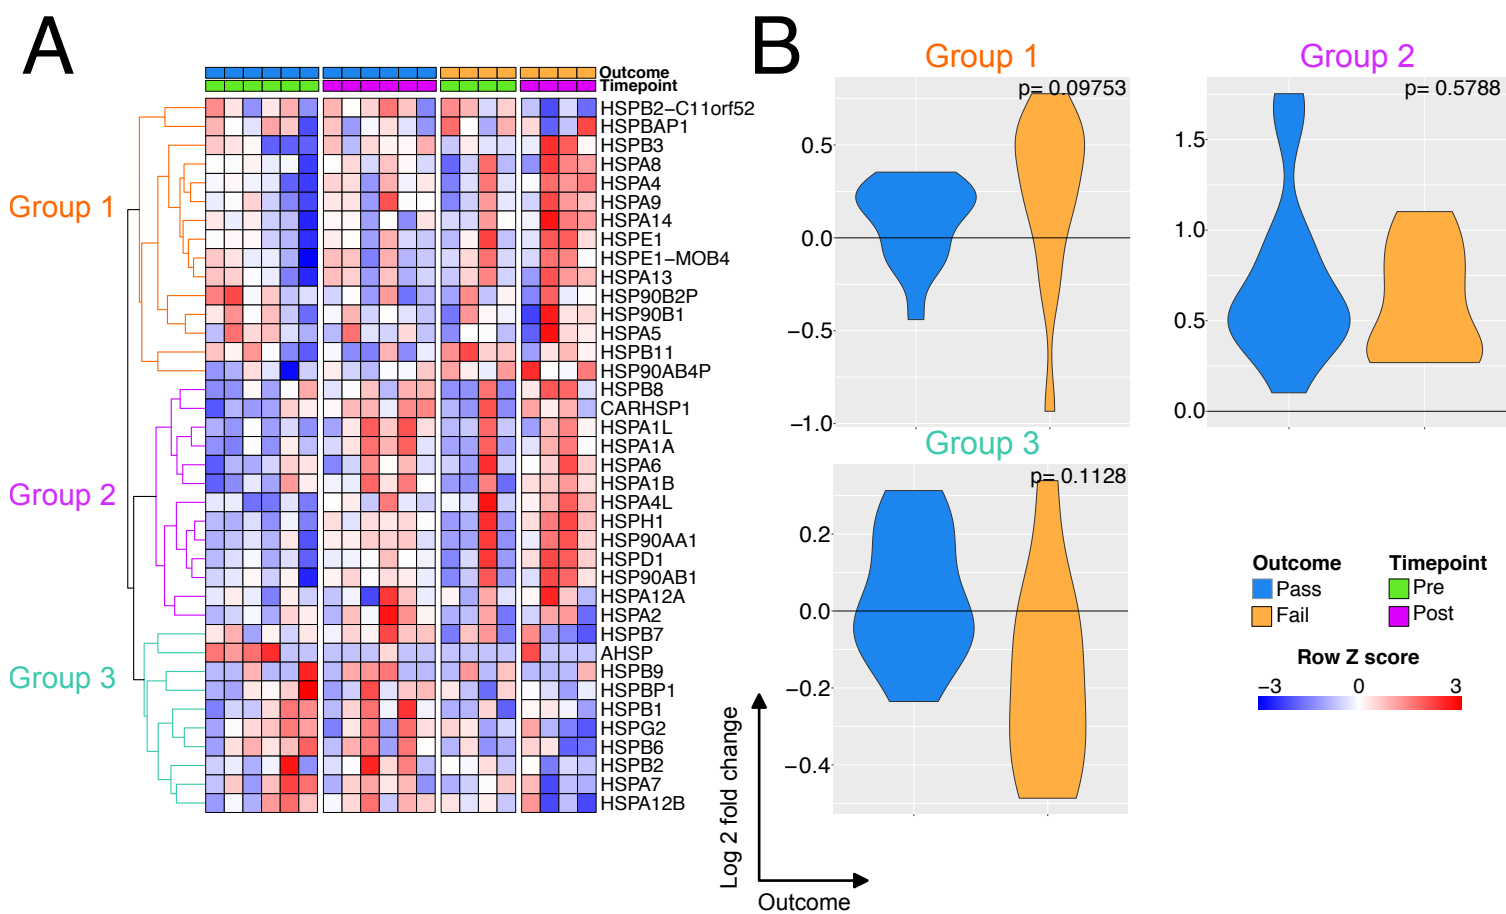 A
Outcome
Timepoint
HSPB2−C11orf52
HSPBAP1
HSPB3
HSPA8
HSPA4
HSPA9
HSPA14
HSPE1
HSPE1−MOB4
HSPA13
HSP90B2P
HSP90B1
HSPA5
HSPB11
HSP90AB4P
HSPB8
CARHSP1
HSPA1L
HSPA1A
HSPA6
HSPA1B
HSPA4L
HSPH1
HSP90AA1
HSPD1
HSP90AB1
HSPA12A
HSPA2
HSPB7
AHSP
HSPB9
HSPBP1
HSPB1
HSPG2
HSPB6
HSPB2
HSPA7
HSPA12B
Group 1
Group 2
Group 3
B
Group 1
p= 0.09753
0.5
0.0
−0.5
−1.0
Group 2
p= 0.5788
1.5
1.0
0.5
0.0
Group 3
p= 0.1128
0.2
0.0
−0.2
−0.4
Log 2 fold change
Outcome
Outcome
Pass
Fail
Timepoint
Pre
Post
Row Z score
−3 0 3